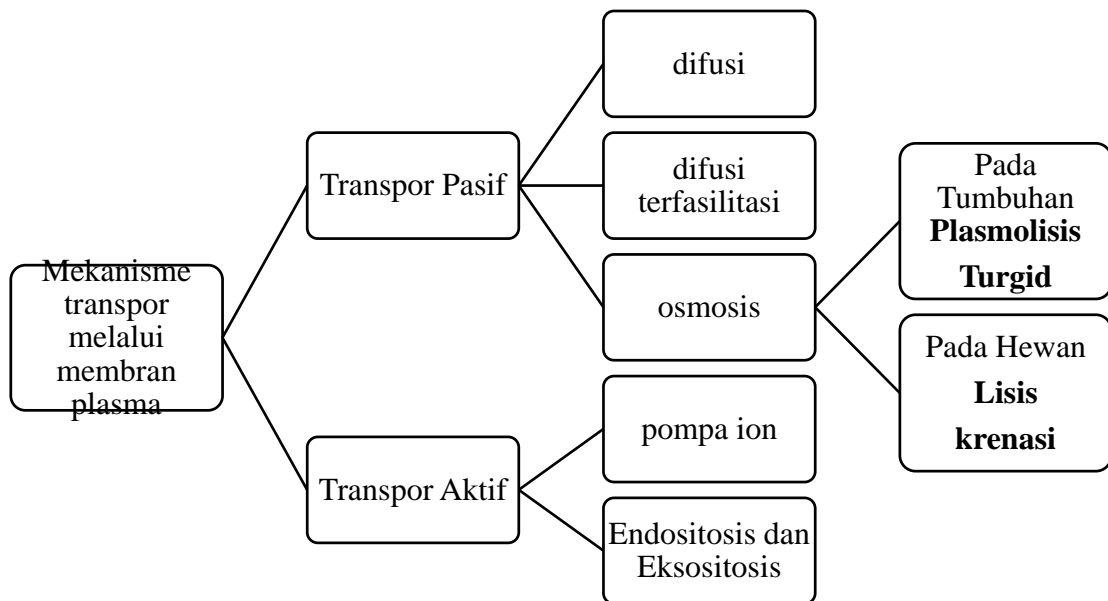 Mekanisme
transpor
melalui
membran
plasma
Transpor Pasif
difusi
difusi
terfasilitasi
osmosis
Pada
Tumbuhan
Plasmolisis
Turgid
Pada Hewan
Lisis
krenasi
Transpor Aktif
pompa ion
Endositosis dan
Eksositosis